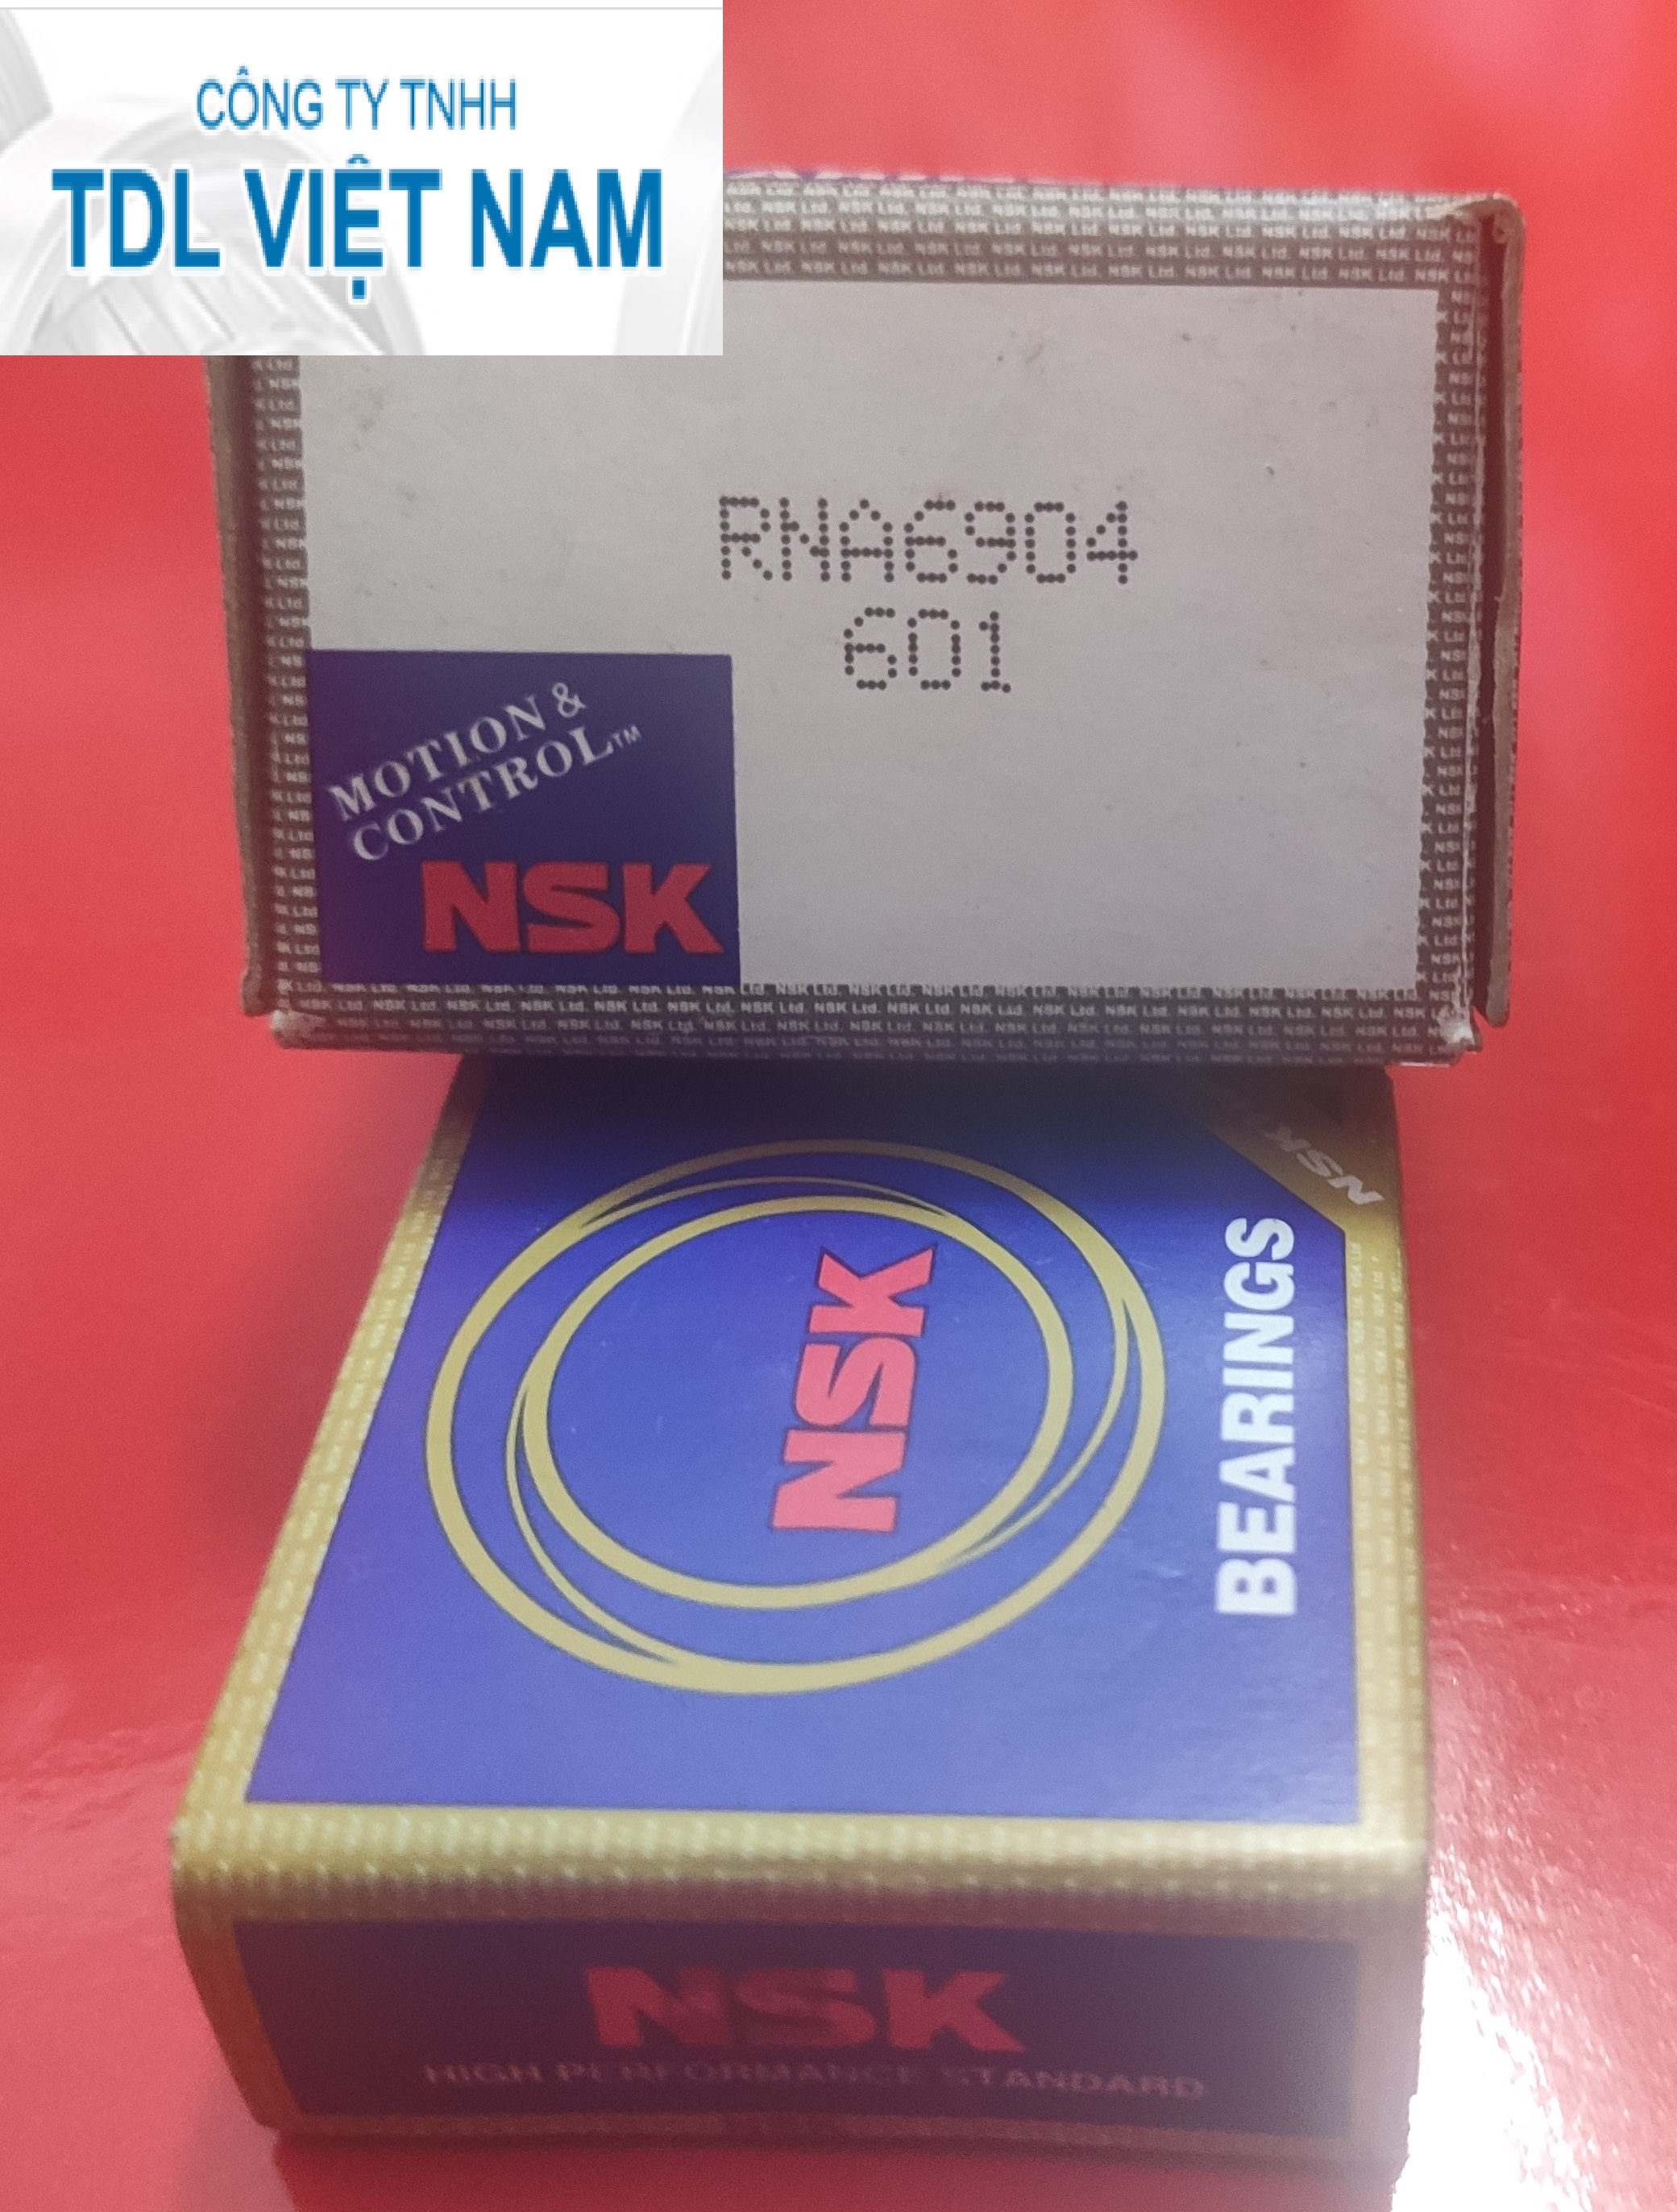 CÔNG TY TNHH
TDL VIỆT NAM
RNA6904
601
MOTION &
CONTROL™
NSK
NSK
NSK
BEARINGS
NSK
HIGH PERFORMANCE STANDARD